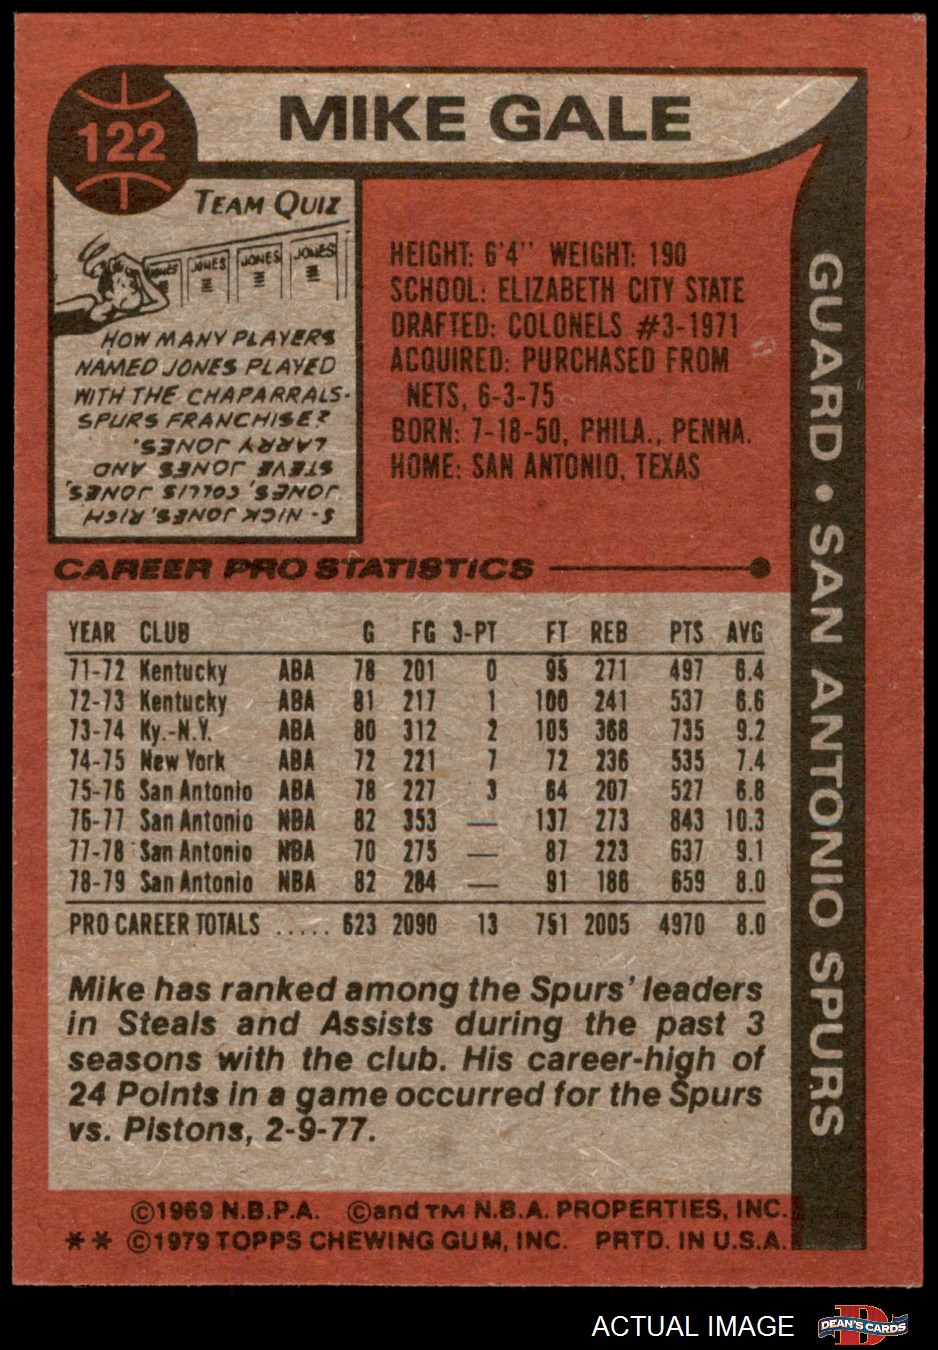 122
MIKE GALE
TEAM QUIZ
JONES JONES JONES JONES
HOW MANY PLAYERS
NAMED JONES PLAYED
WITH THE CHAPARRALS-
SPURS FRANCHISE?
5 - NICK JONES, RICH
JONES, COLLIS JONES,
STEVE JONES AND
LARRY JONES.
HEIGHT: 6'4" WEIGHT: 190
SCHOOL: ELIZABETH CITY STATE
DRAFTED: COLONELS #3-1971
ACQUIRED: PURCHASED FROM
NETS, 6-3-75
BORN: 7-18-50, PHILA., PENNA.
HOME: SAN ANTONIO, TEXAS
GUARD • SAN ANTONIO SPURS
CAREER PRO STATISTICS
YEAR CLUB G FG 3-PT FT REB PTS AVG
71-72 Kentucky ABA 78 201 0 95 271 497 6.4
72-73 Kentucky ABA 81 217 1 100 241 537 6.6
73-74 Ky.-N.Y. ABA 80 312 2 105 368 735 9.2
74-75 New York ABA 72 221 7 72 236 535 7.4
75-76 San Antonio ABA 78 227 3 64 207 527 6.8
76-77 San Antonio NBA 82 353 — 137 273 843 10.3
77-78 San Antonio NBA 70 275 — 87 223 637 9.1
78-79 San Antonio NBA 82 284 — 91 186 659 8.0
PRO CAREER TOTALS ..... 623 2090 13 751 2005 4970 8.0
Mike has ranked among the Spurs' leaders
in Steals and Assists during the past 3
seasons with the club. His career-high of
24 Points in a game occurred for the Spurs
vs. Pistons, 2-9-77.
©1969 N.B.P.A. ©and TM N.B.A. PROPERTIES, INC.
** ©1979 TOPPS CHEWING GUM, INC. PRTD. IN U.S.A.
ACTUAL IMAGE
DEAN'S CARDS